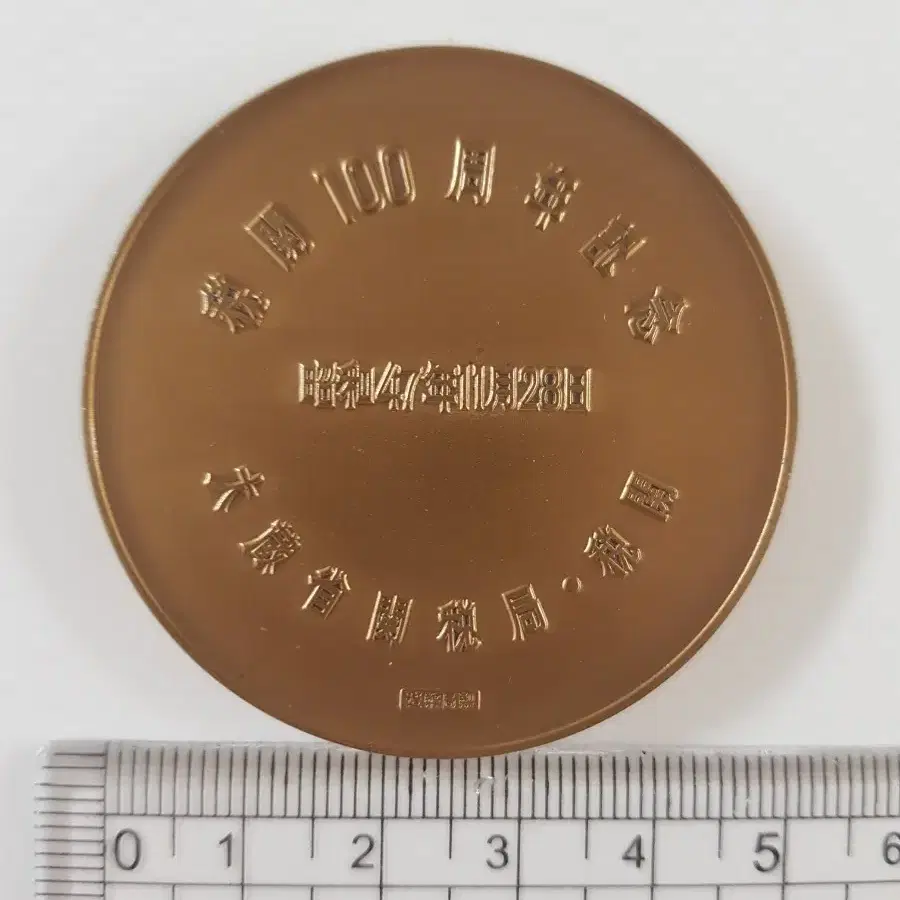 税関100周年記念
昭和47年11月28日
大蔵省関税局・税関
0 1 2 3 4 5 6